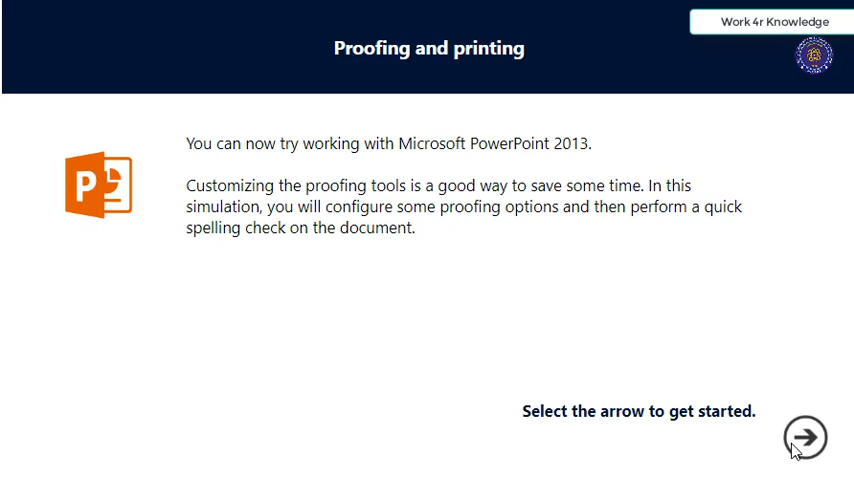 Work 4r Knowledge
Proofing and printing
You can now try working with Microsoft PowerPoint 2013.
Customizing the proofing tools is a good way to save some time. In this
simulation, you will configure some proofing options and then perform a quick
spelling check on the document.
P
Select the arrow to get started.